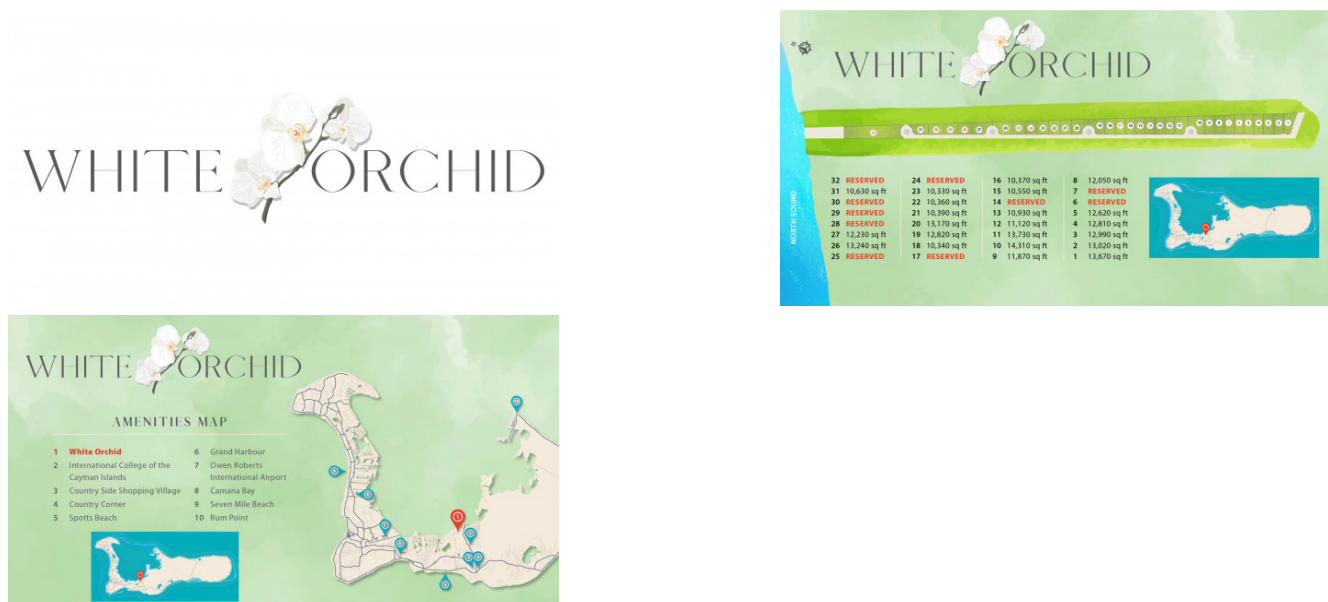 WHITE ORCHID
WHITE ORCHID
NORTH SOUND
32 RESERVED
31 10,630 sq ft
30 RESERVED
29 RESERVED
28 RESERVED
27 12,230 sq ft
26 13,240 sq ft
25 RESERVED
24 RESERVED
23 10,330 sq ft
22 10,360 sq ft
21 10,390 sq ft
20 13,170 sq ft
19 12,820 sq ft
18 10,340 sq ft
17 RESERVED
16 10,370 sq ft
15 10,550 sq ft
14 RESERVED
13 10,930 sq ft
12 11,120 sq ft
11 13,730 sq ft
10 14,310 sq ft
9 11,870 sq ft
8 12,050 sq ft
7 RESERVED
6 RESERVED
5 12,620 sq ft
4 12,810 sq ft
3 12,990 sq ft
2 13,020 sq ft
1 13,670 sq ft
WHITE ORCHID
AMENITIES MAP
1 White Orchid
2 International College of the
Cayman Islands
3 Country Side Shopping Village
4 Country Corner
5 Spotts Beach
6 Grand Harbour
7 Owen Roberts
International Airport
8 Camana Bay
9 Seven Mile Beach
10 Rum Point